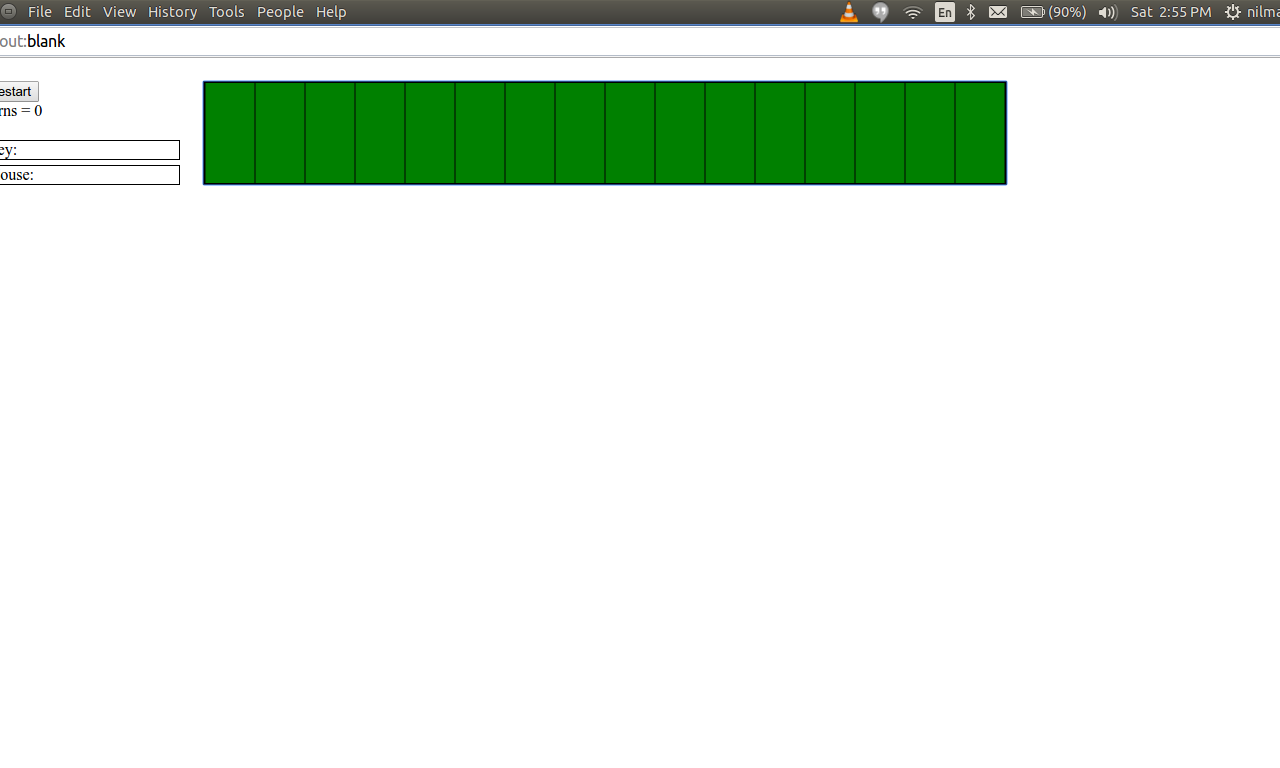 File Edit View History Tools People Help En (90%) Sat 2:55 PM nilma
out:blank
estart
rns = 0
ey:
ouse: